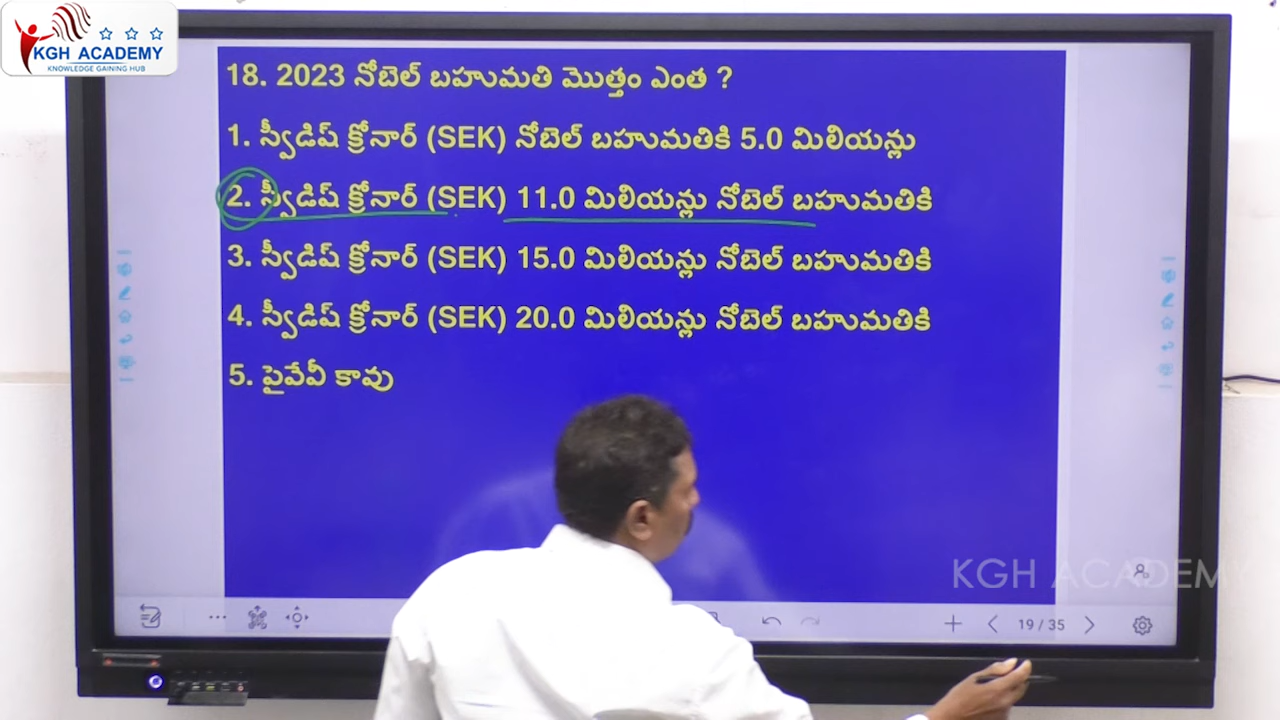 KGH ACADEMY
KNOWLEDGE GAINING HUB
18. 2023 నోబెల్ బహుమతి మొత్తం ఎంత ?
1. స్వీడిష్ క్రోనార్ (SEK) నోబెల్ బహుమతికి 5.0 మిలియన్లు
2. స్వీడిష్ క్రోనార్ (SEK) 11.0 మిలియన్లు నోబెల్ బహుమతికి
3. స్వీడిష్ క్రోనార్ (SEK) 15.0 మిలియన్లు నోబెల్ బహుమతికి
4. స్వీడిష్ క్రోనార్ (SEK) 20.0 మిలియన్లు నోబెల్ బహుమతికి
5. పైవేవీ కావు
KGH ACADEMY
19 / 35